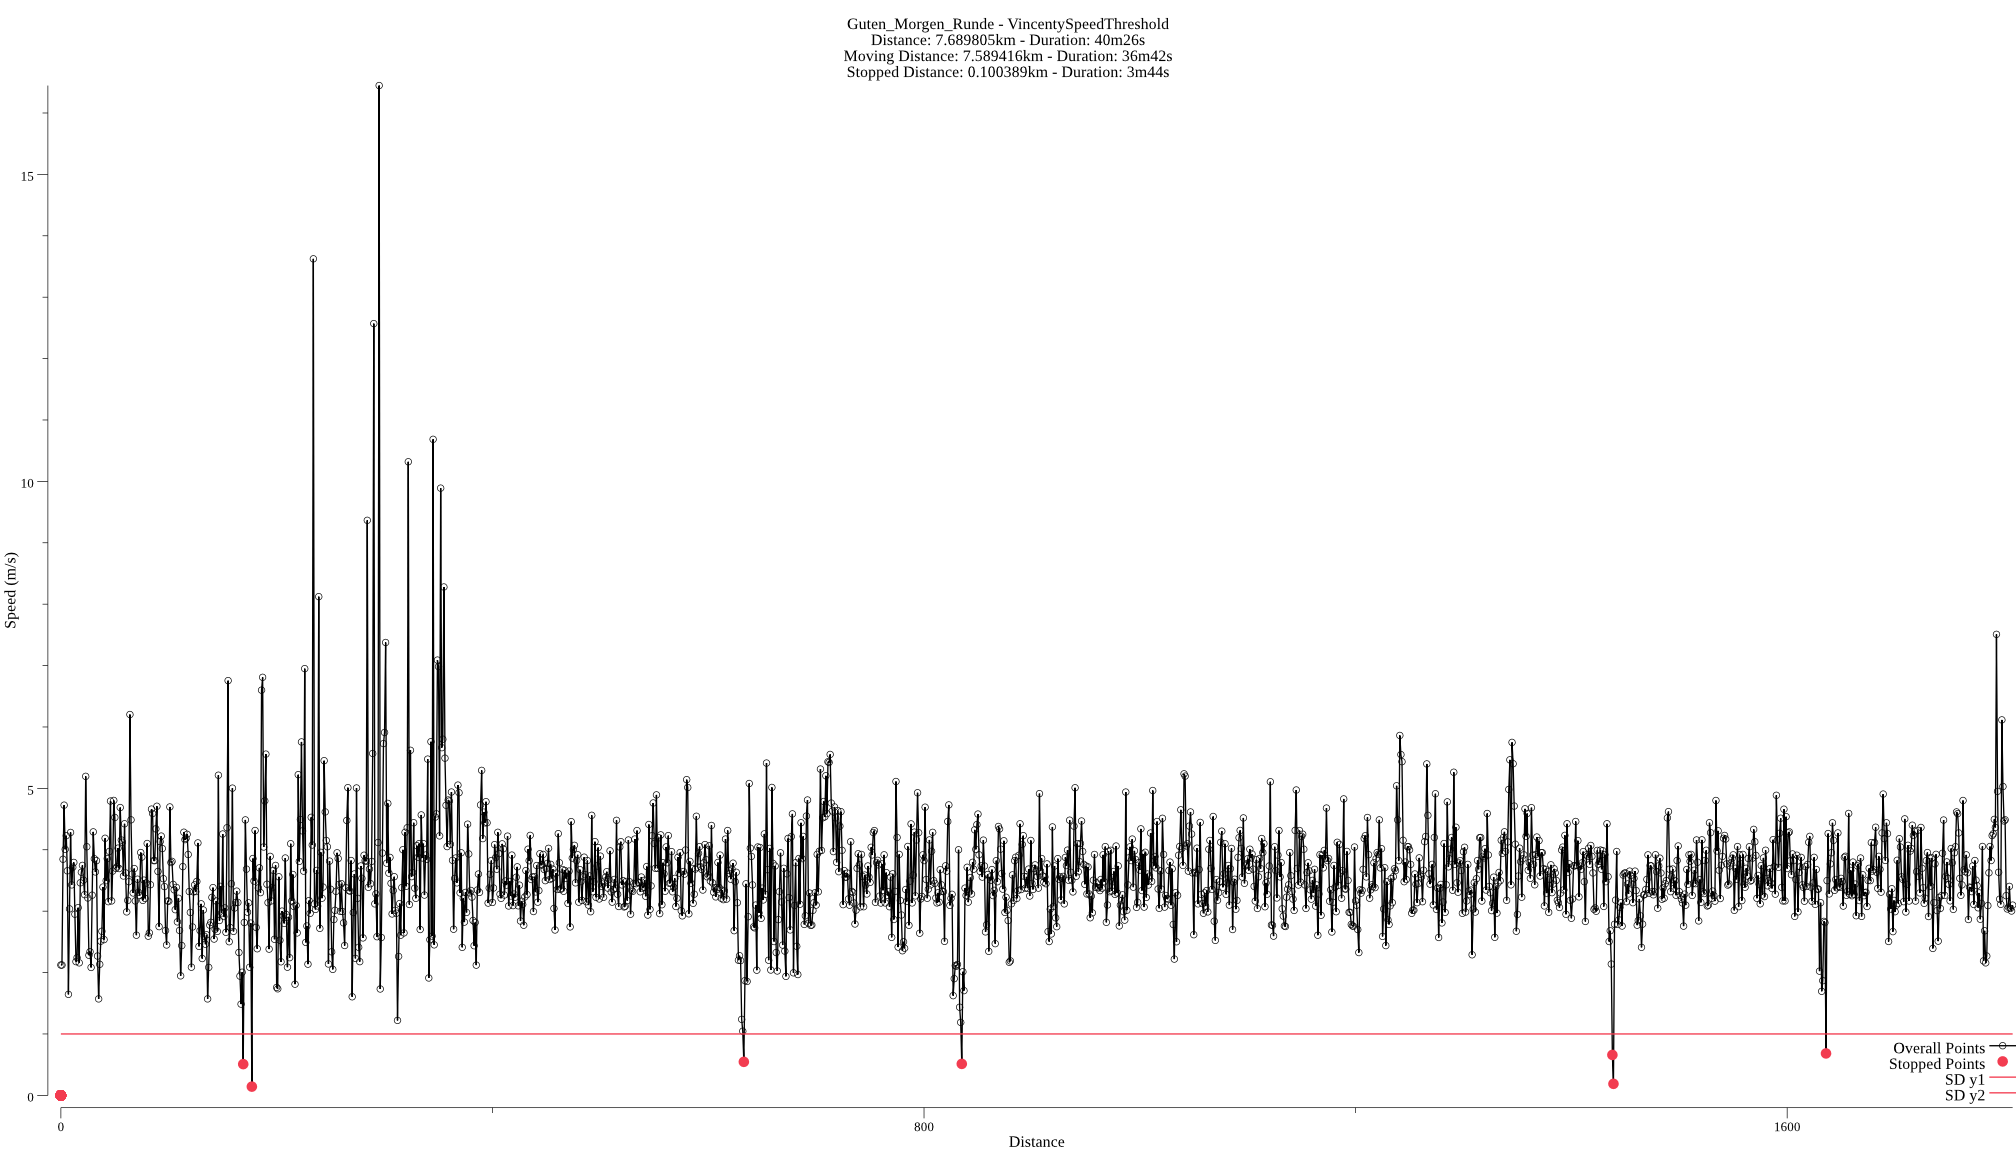 Guten_Morgen_Runde - VincentySpeedThreshold
Distance: 7.689805km - Duration: 40m26s
Moving Distance: 7.589416km - Duration: 36m42s
Stopped Distance: 0.100389km - Duration: 3m44s
15
10
5
0
Speed (m/s)
Overall Points
Stopped Points
SD y1
SD y2
0
800
1600
Distance